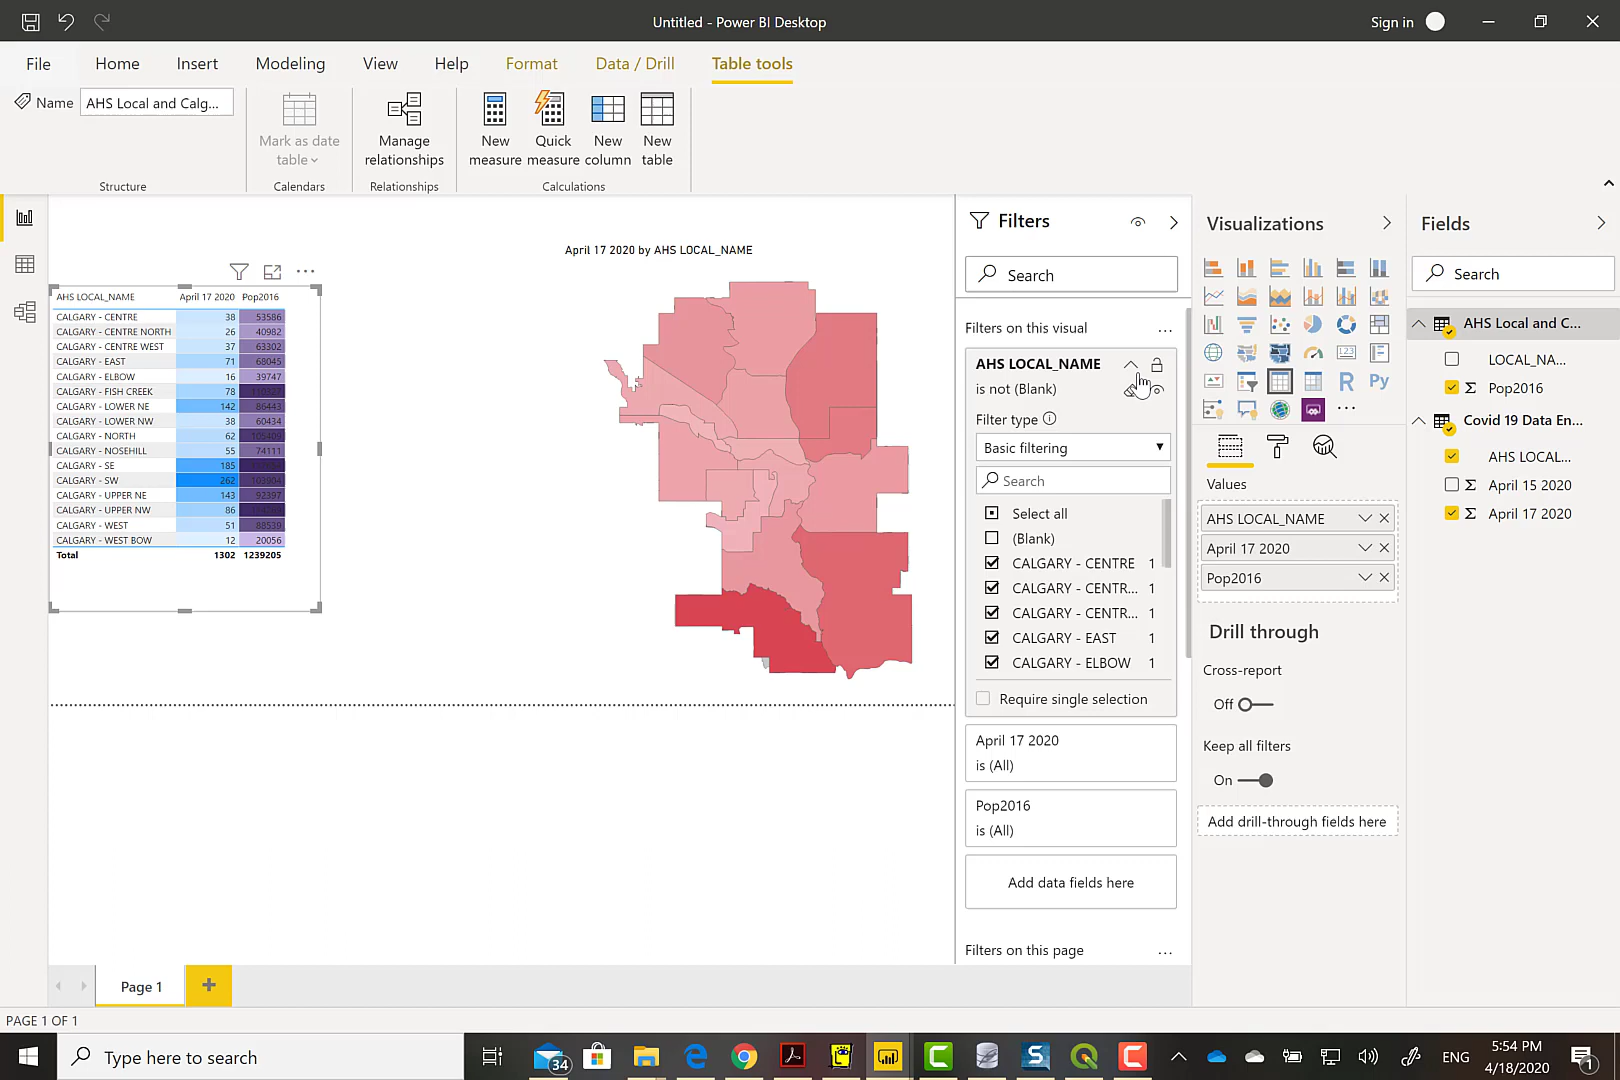 Untitled - Power BI Desktop
Sign in
File Home Insert Modeling View Help Format Data / Drill Table tools
Name AHS Local and Calg...
Mark as date table
Manage relationships
New measure
Quick measure
New column
New table
Structure Calendars Relationships Calculations
April 17 2020 by AHS LOCAL_NAME
AHS LOCAL_NAME April 17 2020 Pop2016
CALGARY - CENTRE 38 53586
CALGARY - CENTRE NORTH 26 40982
CALGARY - CENTRE WEST 37 63302
CALGARY - EAST 71 68045
CALGARY - ELBOW 16 39747
CALGARY - FISH CREEK 78
CALGARY - LOWER NE 142 86443
CALGARY - LOWER NW 38 60434
CALGARY - NORTH 62 105409
CALGARY - NOSEHILL 55 74111
CALGARY - SE 185
CALGARY - SW 262 103904
CALGARY - UPPER NE 143 92397
CALGARY - UPPER NW 86
CALGARY - WEST 51 88539
CALGARY - WEST BOW 12 20056
Total 1302 1239205
Filters
Search
Filters on this visual ...
AHS LOCAL_NAME
is not (Blank)
Filter type
Basic filtering
Search
Select all
(Blank)
CALGARY - CENTRE 1
CALGARY - CENTR... 1
CALGARY - CENTR... 1
CALGARY - EAST 1
CALGARY - ELBOW 1
Require single selection
April 17 2020
is (All)
Pop2016
is (All)
Add data fields here
Filters on this page ...
Visualizations
123
R Py
...
Values
AHS LOCAL_NAME
April 17 2020
Pop2016
Drill through
Cross-report
Off
Keep all filters
On
Add drill-through fields here
Fields
Search
AHS Local and C...
LOCAL_NA...
Σ Pop2016
Covid 19 Data En...
AHS LOCAL...
Σ April 15 2020
Σ April 17 2020
Page 1
PAGE 1 OF 1
Type here to search
34
ENG
5:54 PM
4/18/2020
1